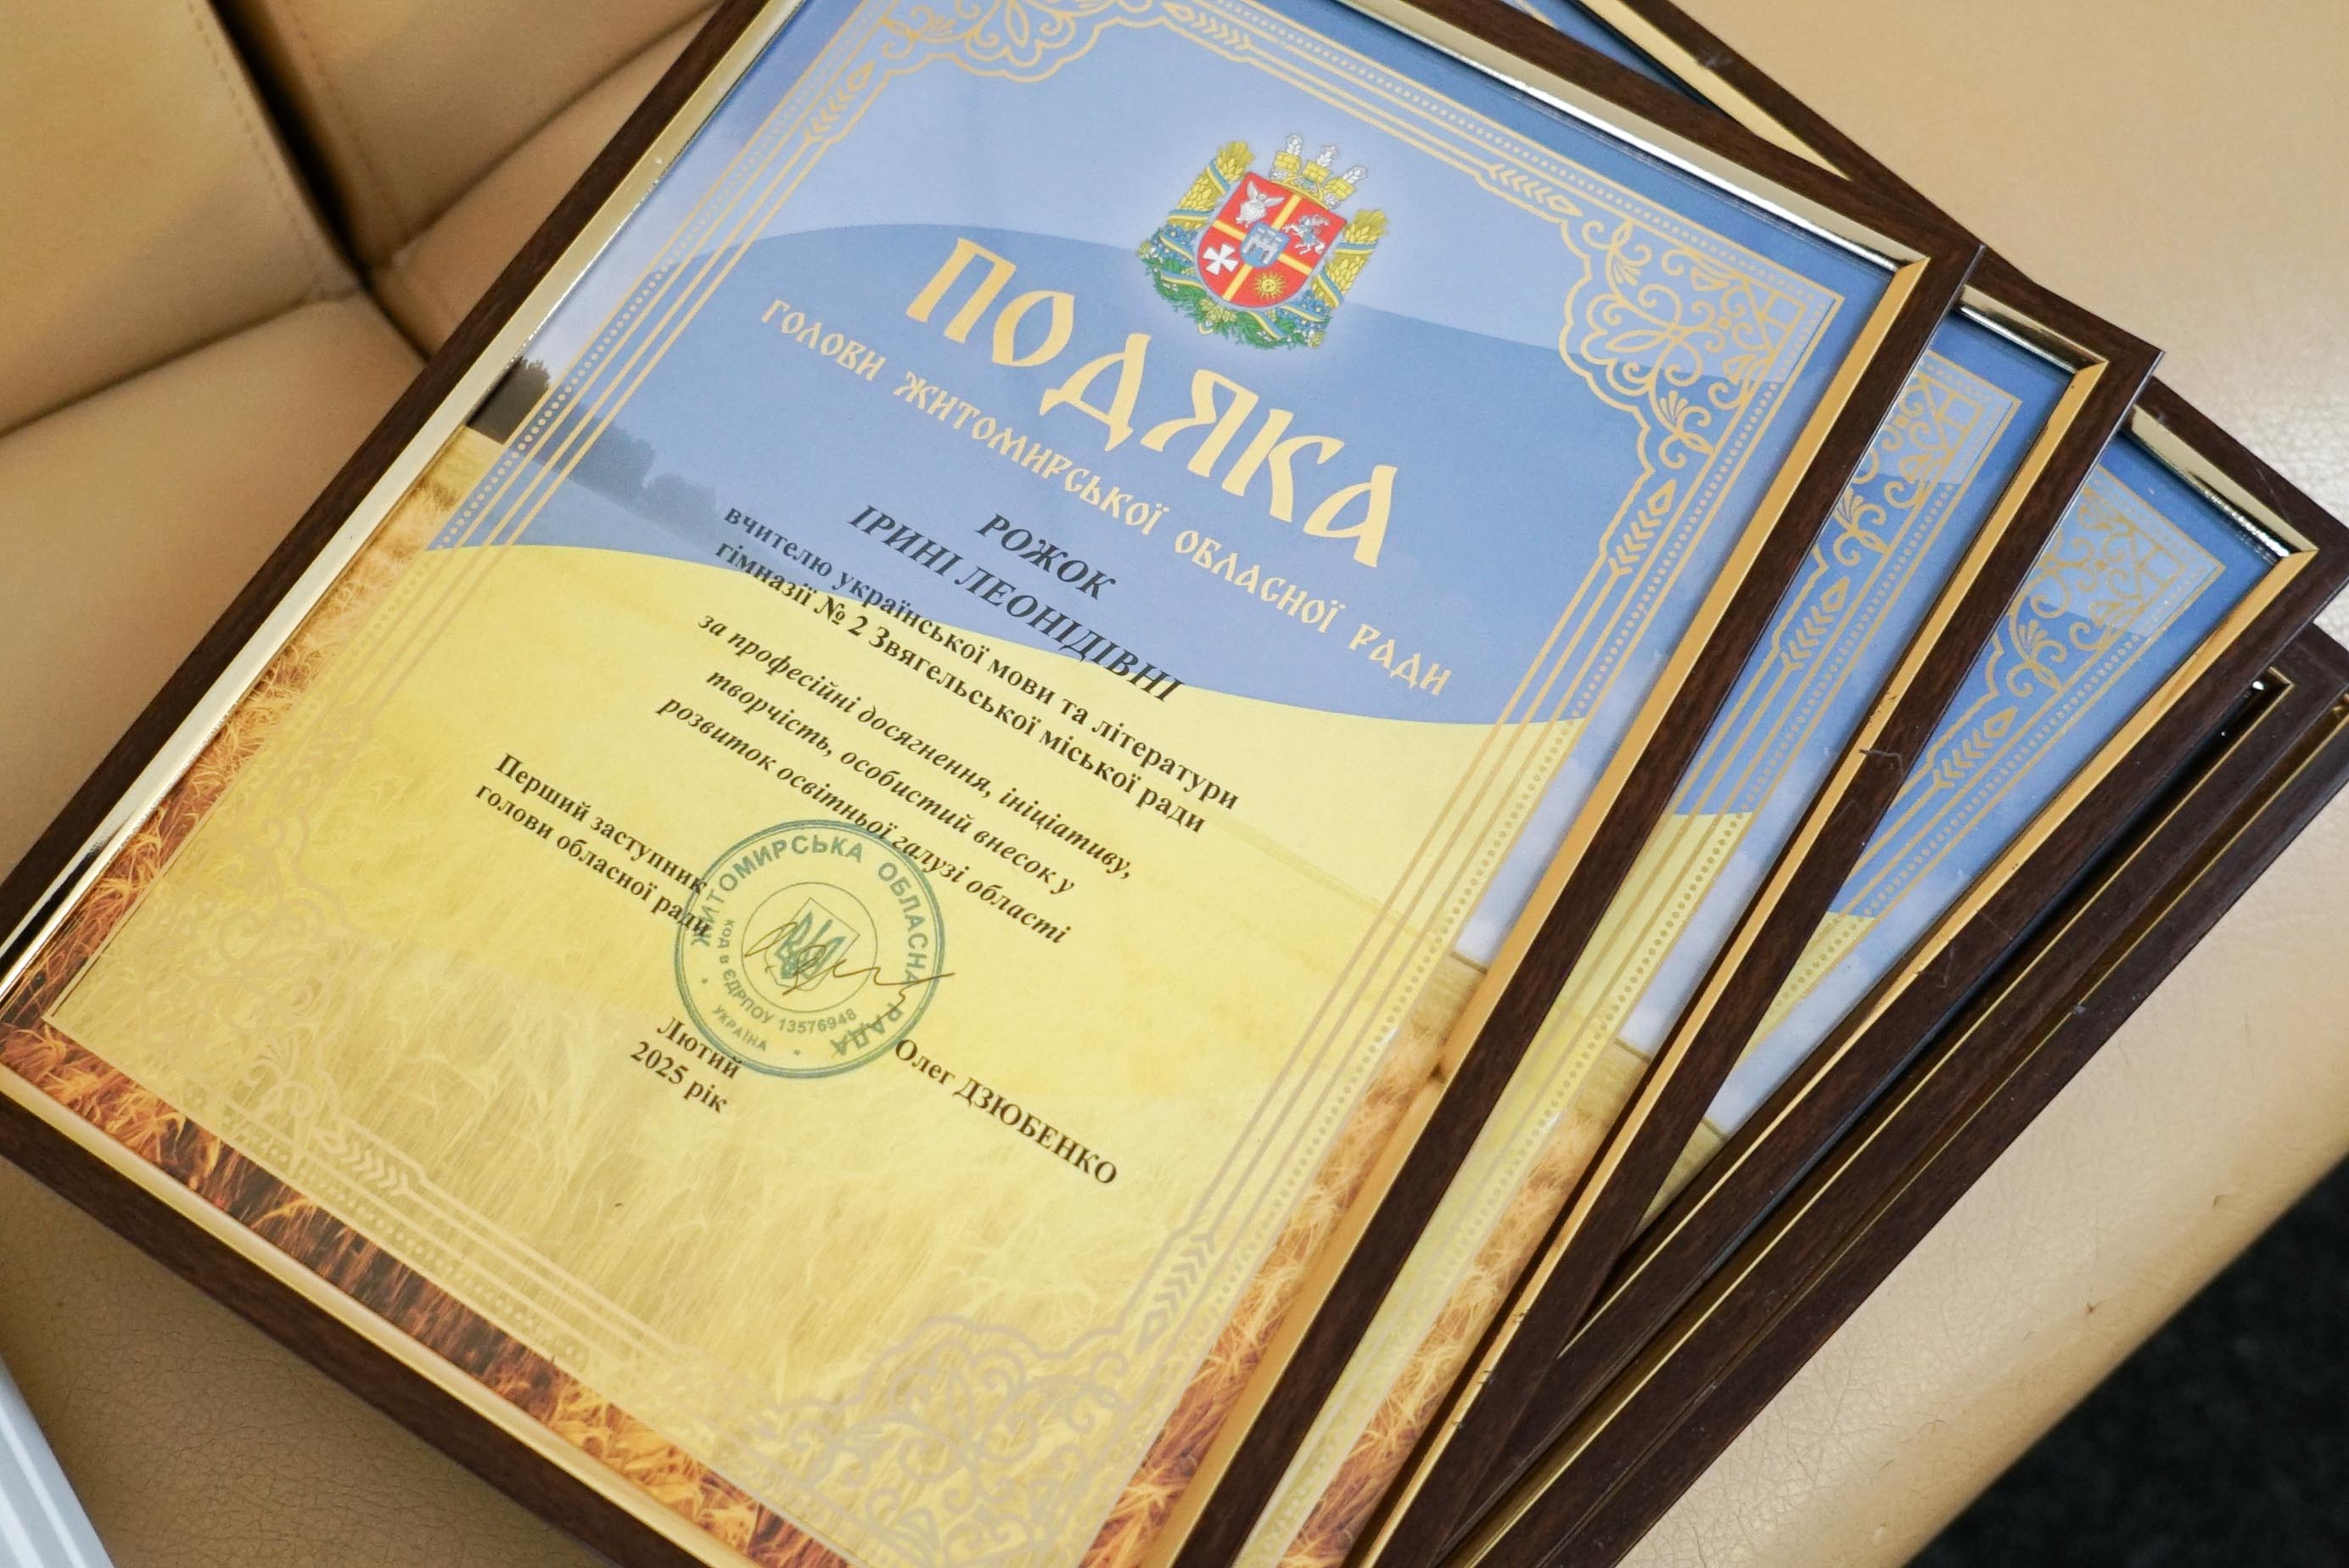 ПОДЯКА
ГОЛОВИ ЖИТОМИРСЬКОЇ ОБЛАСНОЇ РАДИ
РОЖОК
ІРИНІ ЛЕОНІДІВНІ
вчителю української мови та літератури
гімназії № 2 Звягельської міської ради
за професійні досягнення, ініціативу,
творчість, особистий внесок у
розвиток освітньої галузі області
Перший заступник
голови обласної ради
Олег ДЗЮБЕНКО
ЖИТОМИРСЬКА ОБЛАСНА РАДА
код в ЄДРПОУ 13576948
УКРАЇНА
Лютий
2025 рік